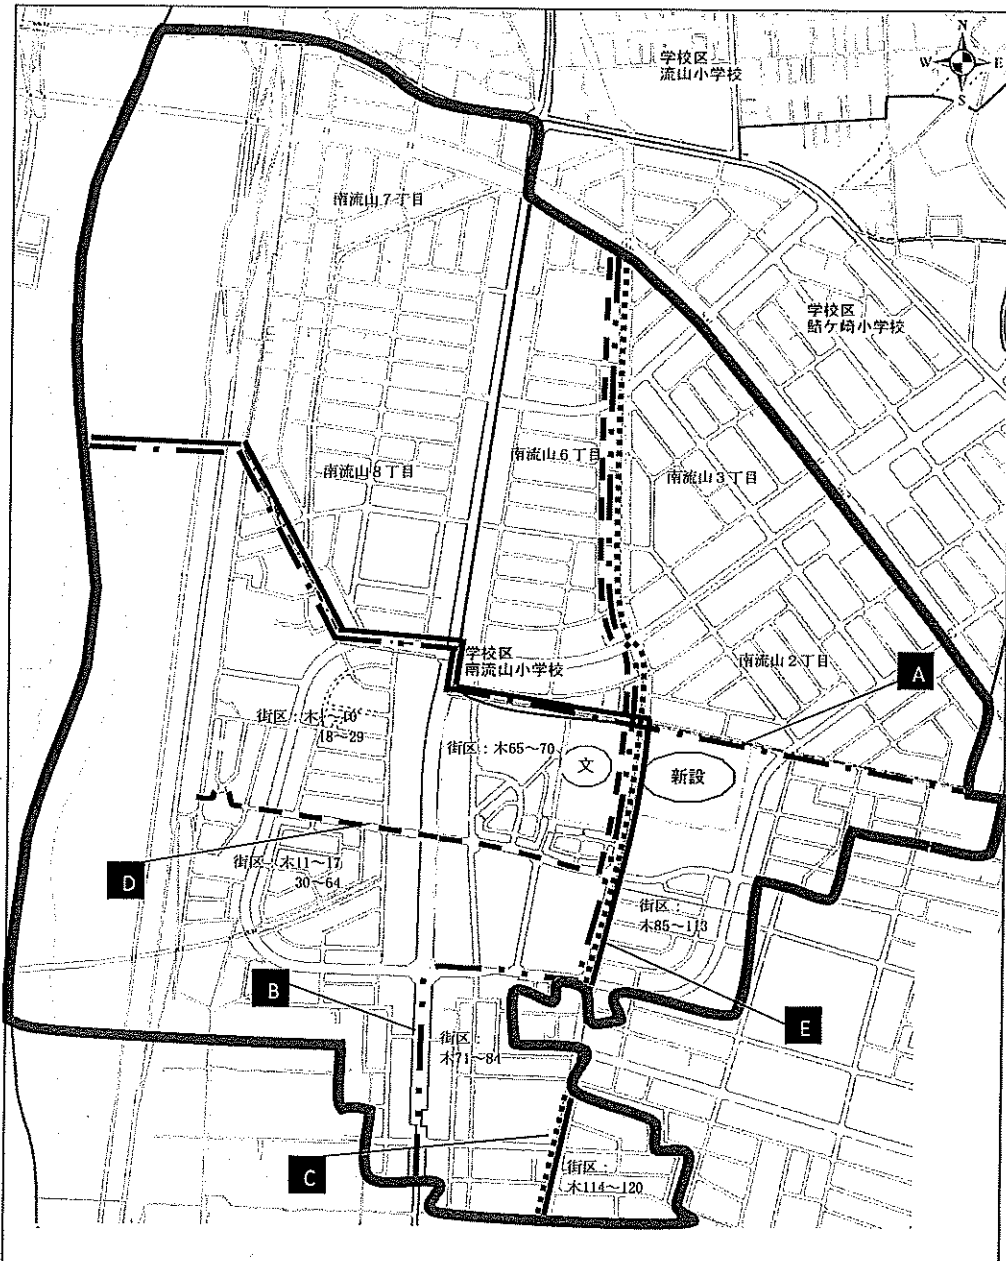 学校区
流山小学校
N
W
E
S
南流山7丁目
学校区
鰭ケ崎小学校
南流山8丁目
南流山6丁目
南流山3丁目
学校区
南流山小学校
南流山2丁目
A
街区：木1～10
18～29
街区：木65～70
文
新設
D
街区：木11～17
30～64
街区：
木85～113
B
E
街区：
木71～84
C
街区：
木114～120